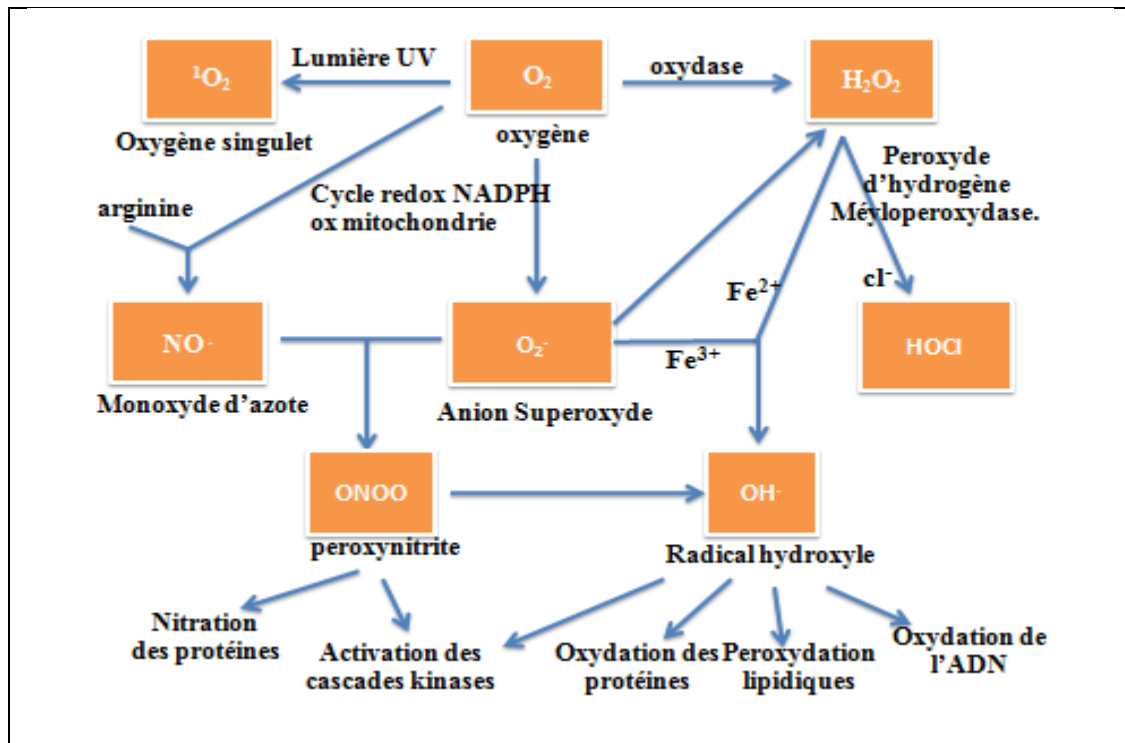 Lumière UV
oxydase
¹O₂
O₂
H₂O₂
Oxygène singulet
oxygène
Peroxyde
d'hydrogène
Méyloperoxydase.
arginine
Cycle redox NADPH
ox mitochondrie
Fe²⁺
cl⁻
NO·
O₂·
Fe³⁺
HOCl
Monoxyde d'azote
Anion Superoxyde
ONOO
OH·
peroxynitrite
Radical hydroxyle
Nitration
des protéines
Activation des
cascades kinases
Oxydation des
protéines
Peroxydation
lipidiques
Oxydation de
l'ADN